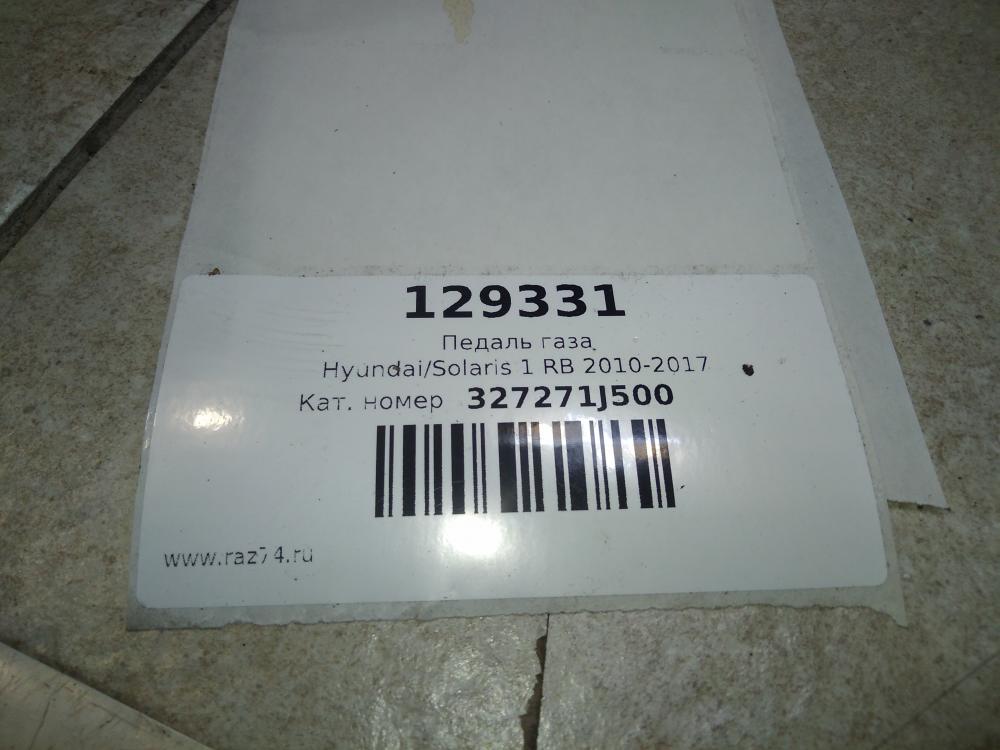 129331
Педаль газа
Hyundai/Solaris 1 RB 2010-2017
Кат. номер 327271J500
www.raz74.ru